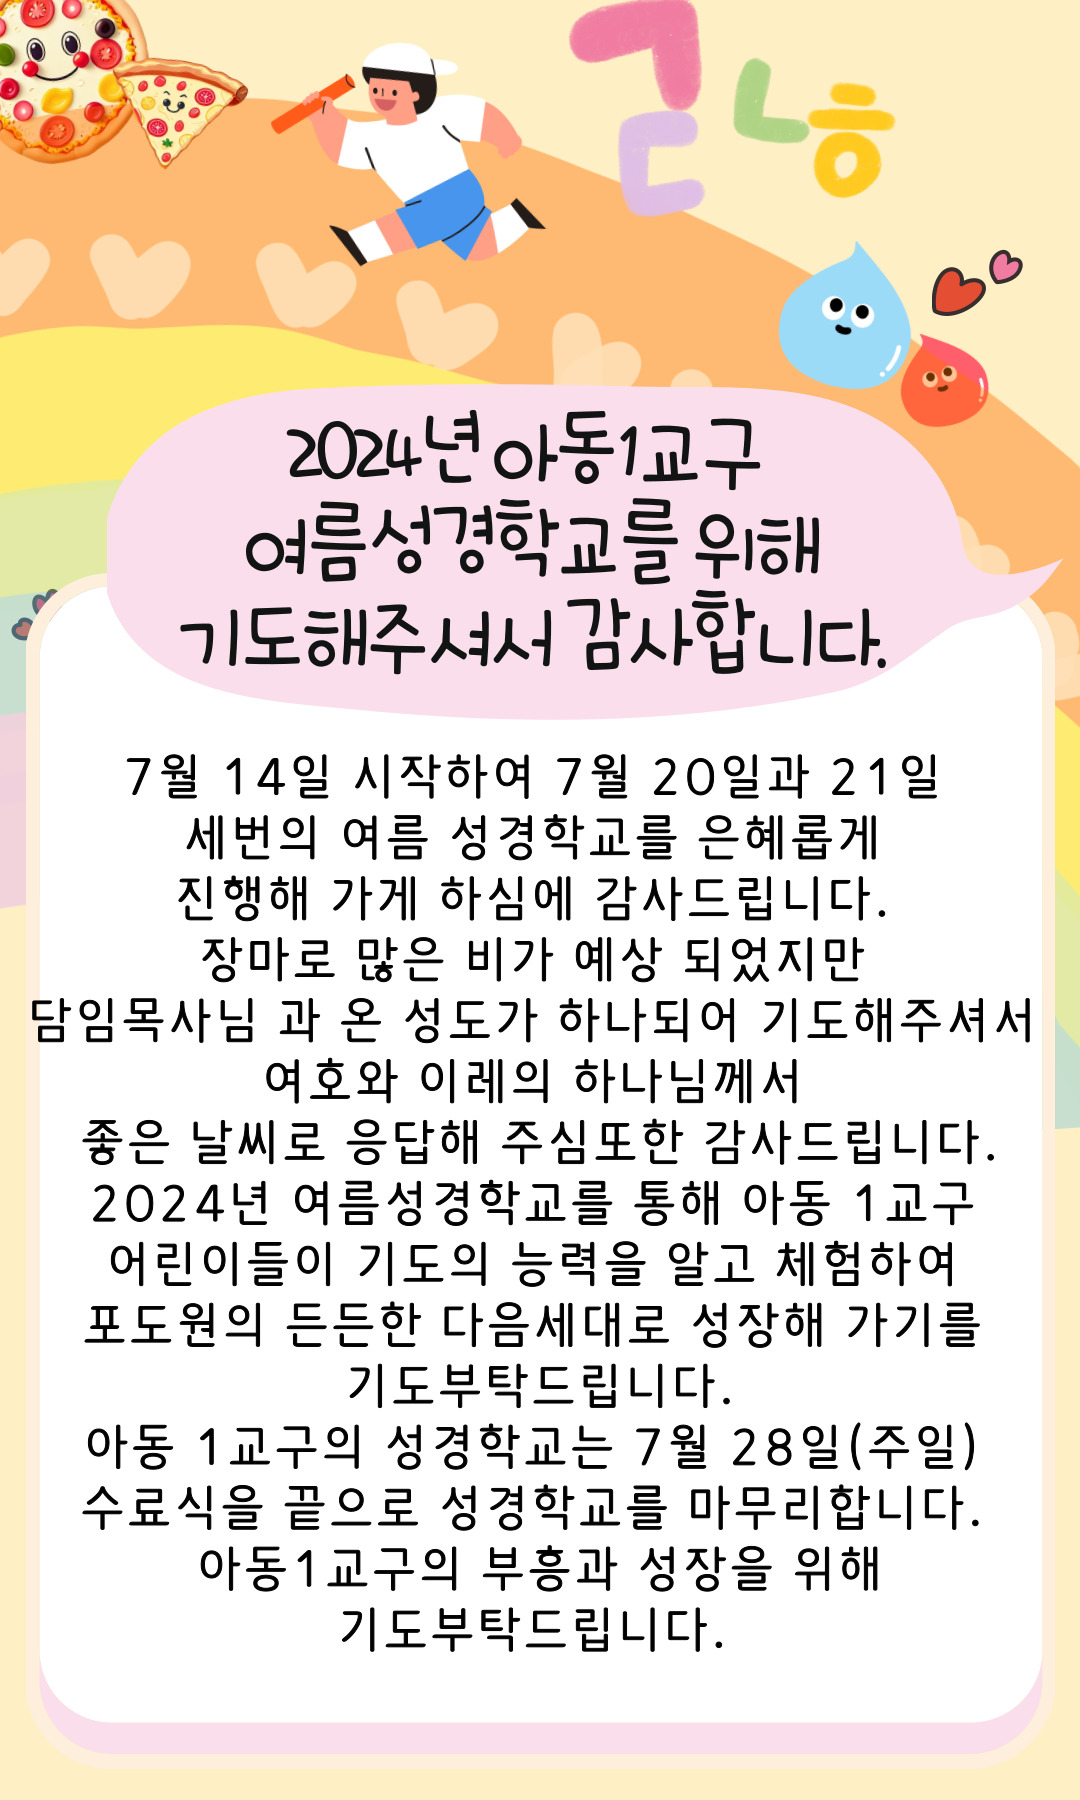 ㄱㄴㅎ
ㄷ
2024년 아동1교구
여름성경학교를 위해
기도해주셔서 감사합니다.
7월 14일 시작하여 7월 20일과 21일
세번의 여름 성경학교를 은혜롭게
진행해 가게 하심에 감사드립니다.
장마로 많은 비가 예상 되었지만
담임목사님 과 온 성도가 하나되어 기도해주셔서
여호와 이레의 하나님께서
좋은 날씨로 응답해 주심또한 감사드립니다.
2024년 여름성경학교를 통해 아동 1교구
어린이들이 기도의 능력을 알고 체험하여
포도원의 든든한 다음세대로 성장해 가기를
기도부탁드립니다.
아동 1교구의 성경학교는 7월 28일(주일)
수료식을 끝으로 성경학교를 마무리합니다.
아동1교구의 부흥과 성장을 위해
기도부탁드립니다.